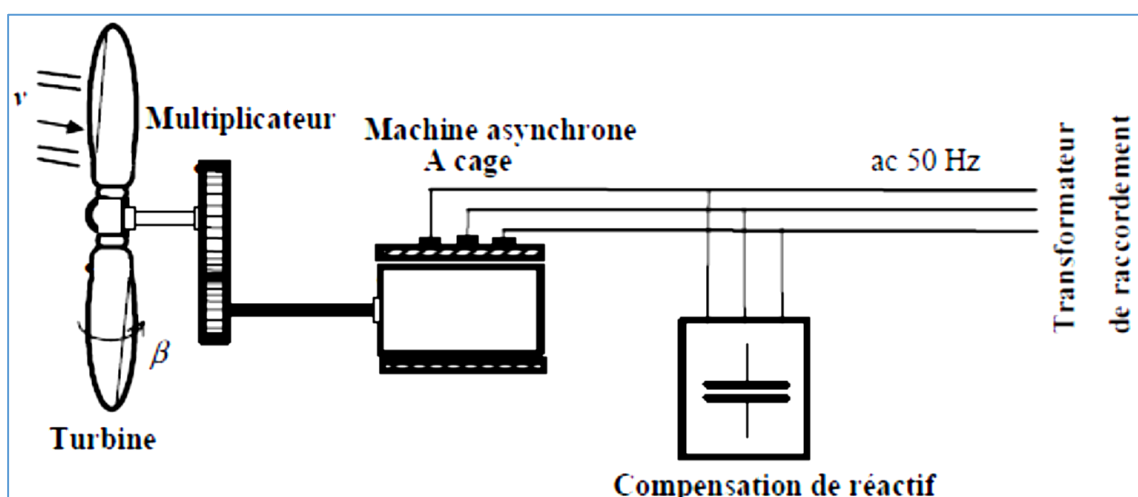 v
Multiplicateur
Machine asynchrone
A cage
ac 50 Hz
Transformateur
de raccordement
β
Turbine
Compensation de réactif